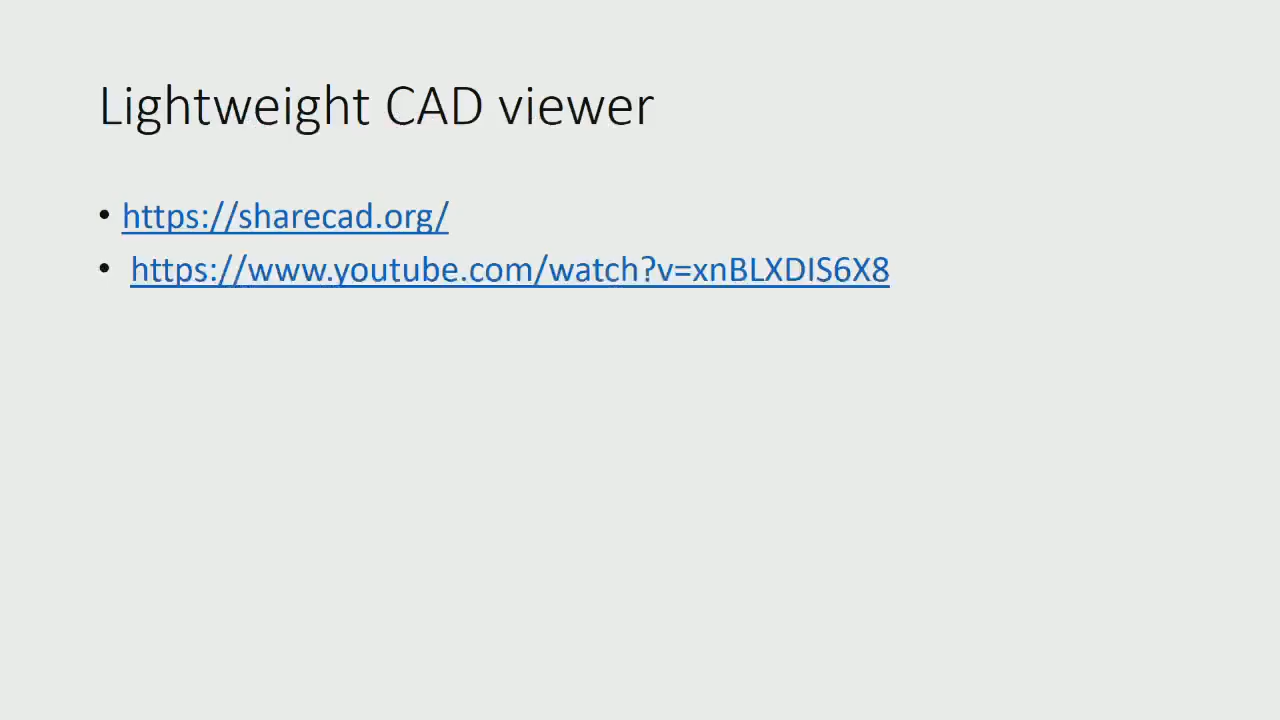 Lightweight CAD viewer
• https://sharecad.org/
• https://www.youtube.com/watch?v=xnBLXDIS6X8